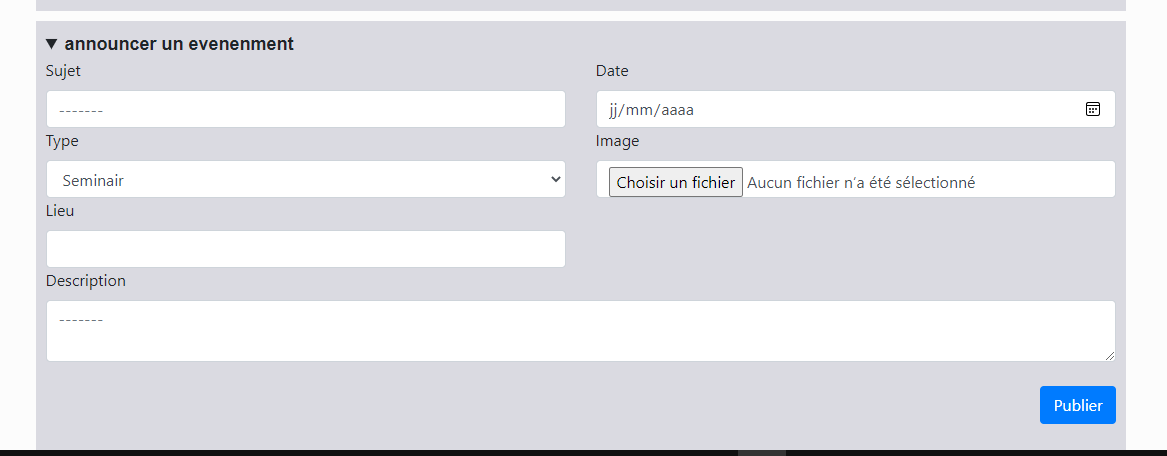 ▼ announcer un evenenment
Sujet
Date
-------
jj/mm/aaaa
Type
Image
Seminair
Choisir un fichier Aucun fichier n'a été sélectionné
Lieu
Description
-------
Publier